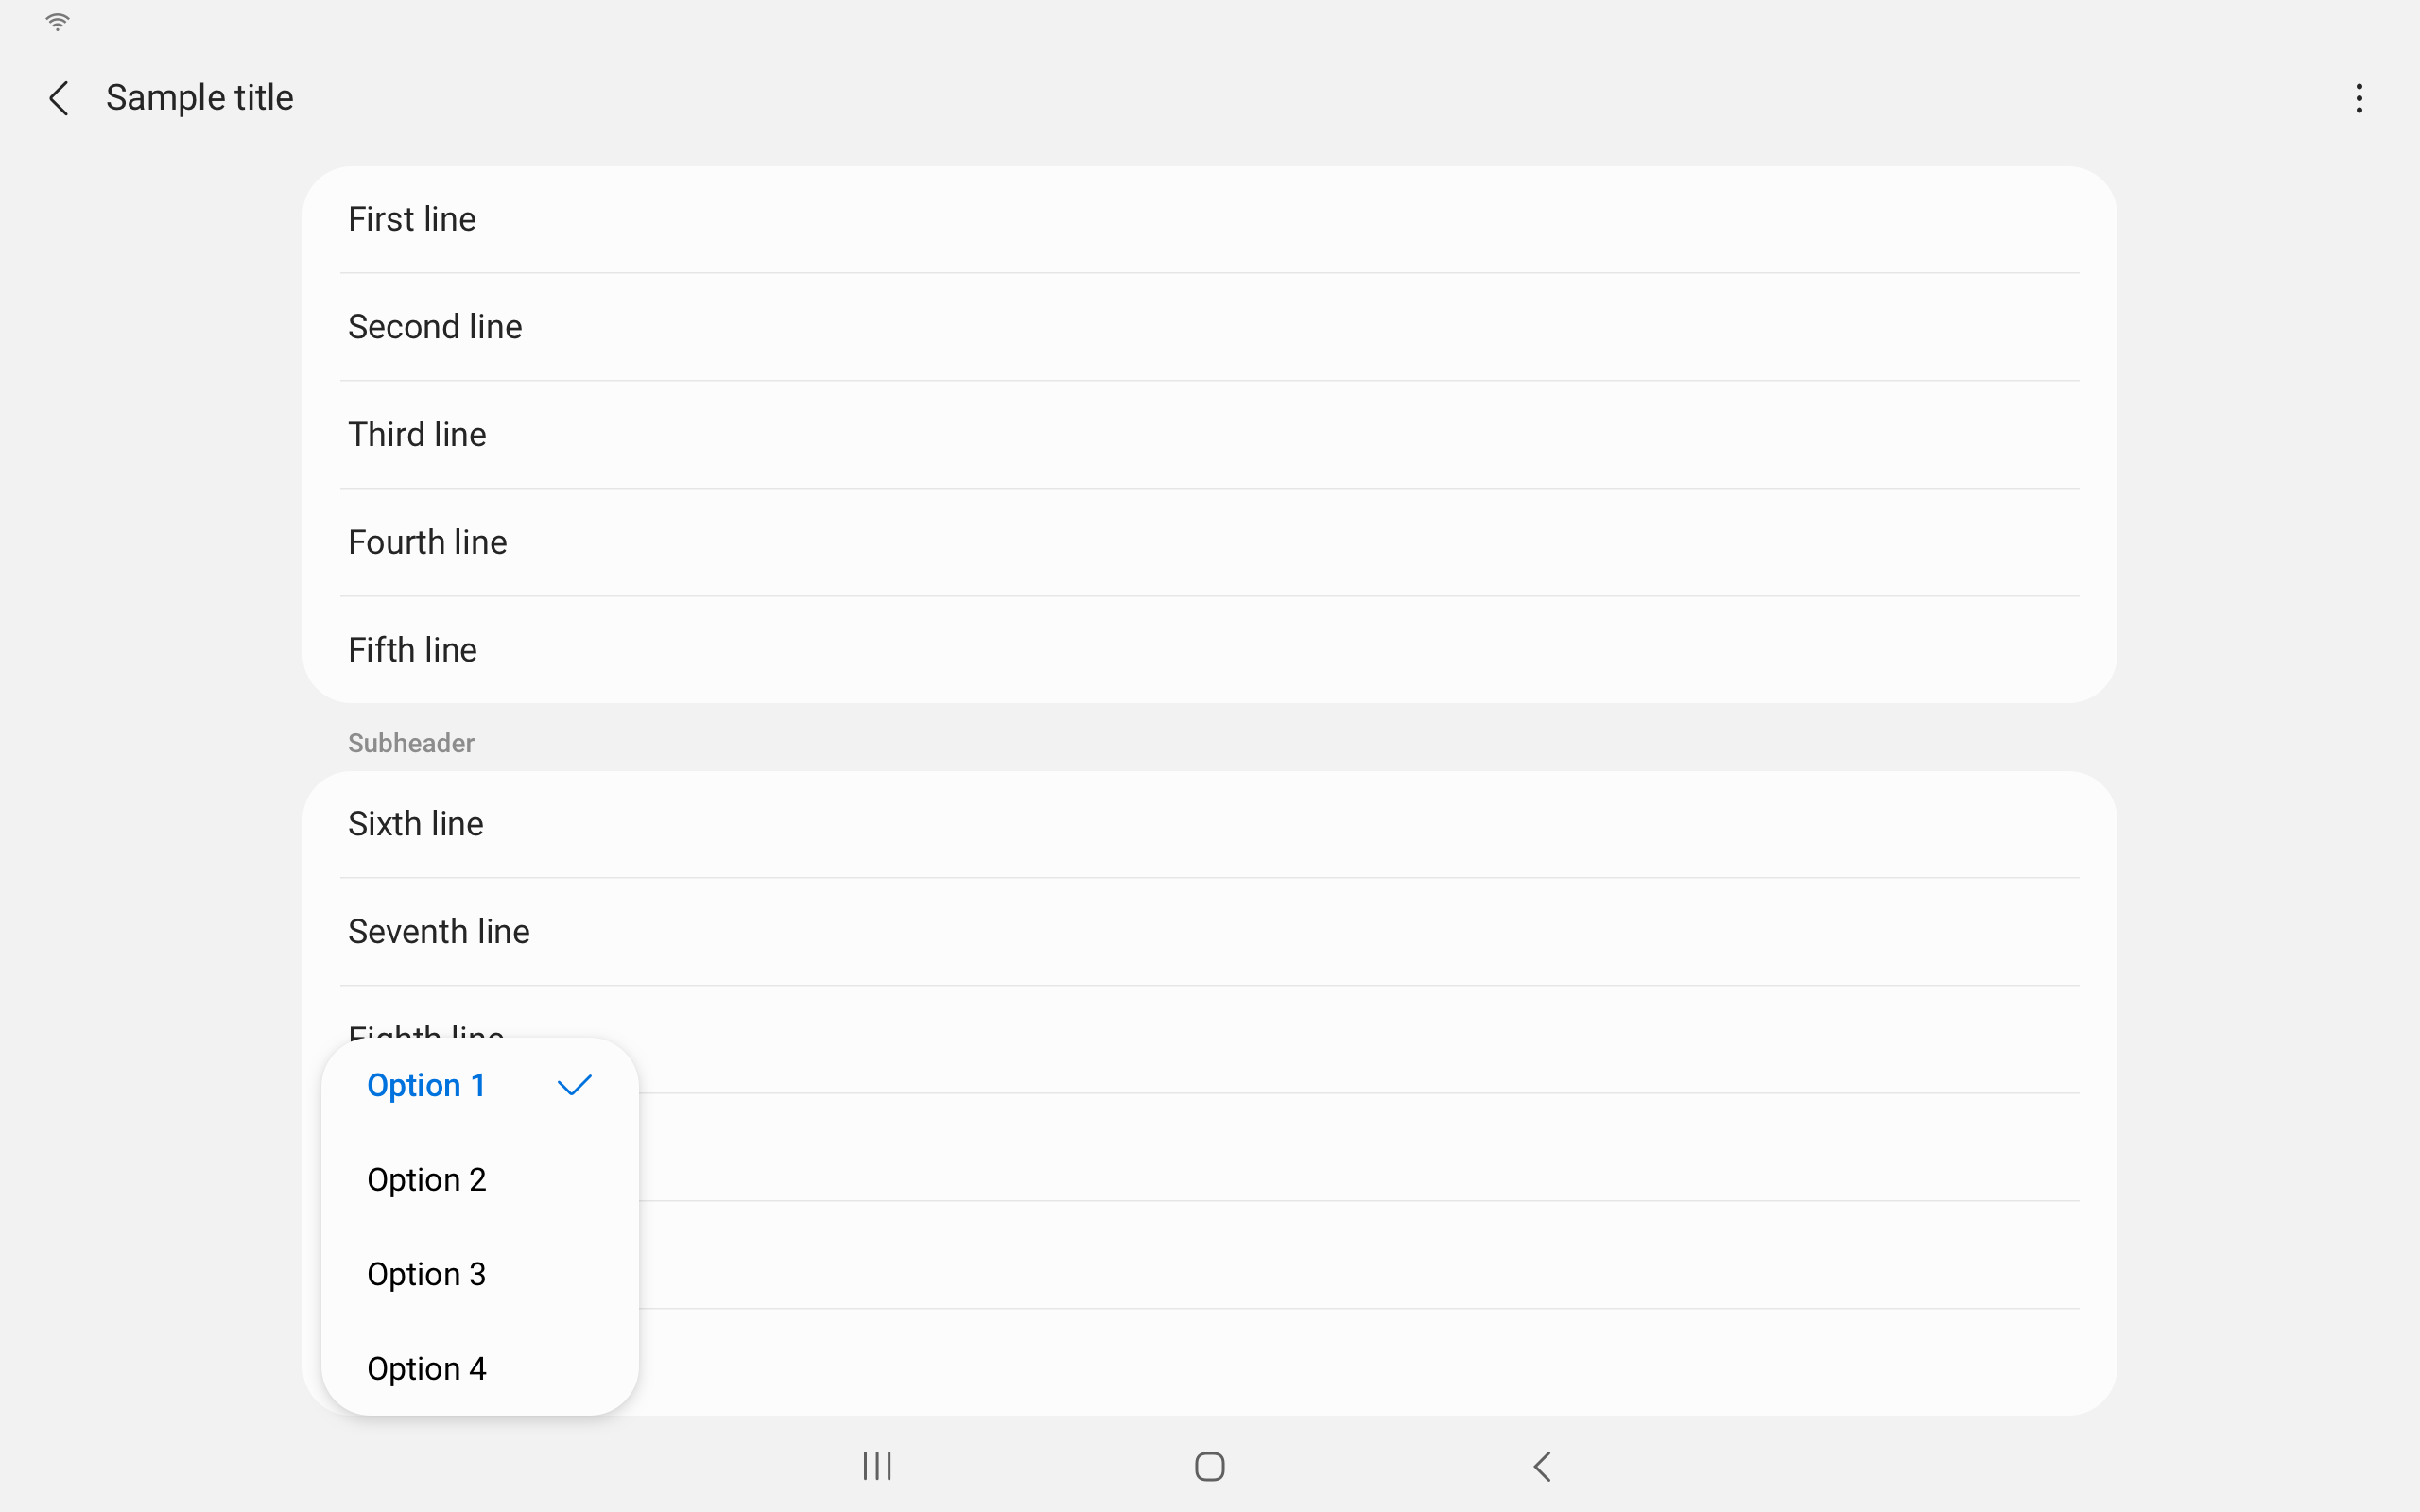 Sample title
First line
Second line
Third line
Fourth line
Fifth line
Subheader
Sixth line
Seventh line
Eighth line
Option 1
Option 2
Option 3
Option 4